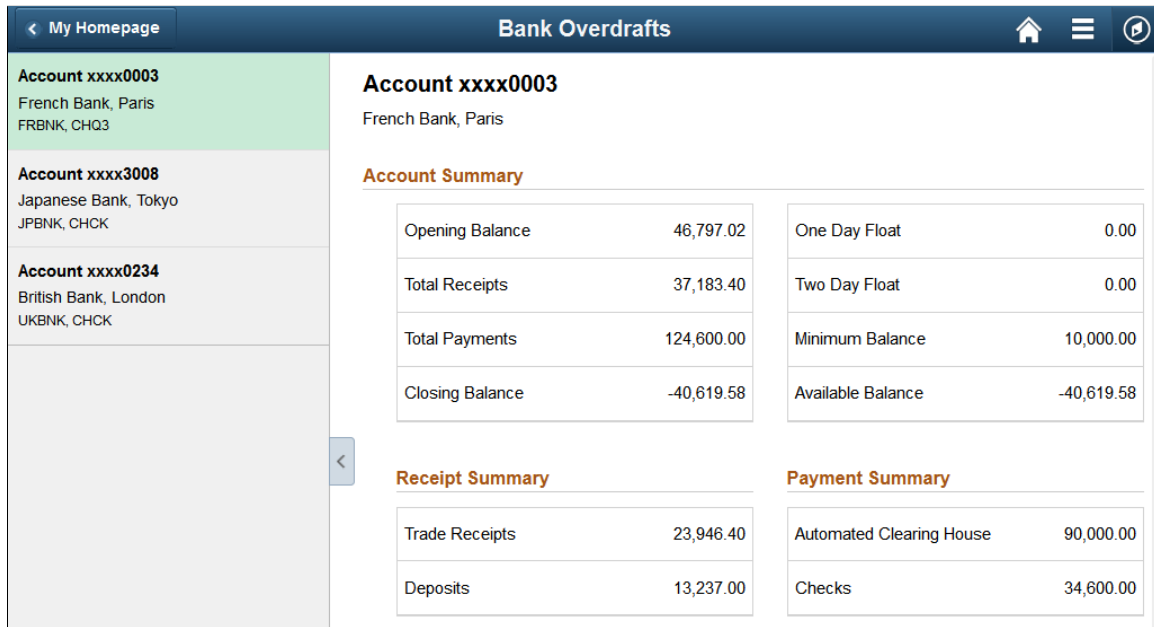 My Homepage
Bank Overdrafts
Account xxxx0003
French Bank, Paris
FRBNK, CHQ3
Account xxxx3008
Japanese Bank, Tokyo
JPBNK, CHCK
Account xxxx0234
British Bank, London
UKBNK, CHCK
Account xxxx0003
French Bank, Paris
Account Summary
Opening Balance 46,797.02
Total Receipts 37,183.40
Total Payments 124,600.00
Closing Balance -40,619.58
One Day Float 0.00
Two Day Float 0.00
Minimum Balance 10,000.00
Available Balance -40,619.58
Receipt Summary
Trade Receipts 23,946.40
Deposits 13,237.00
Payment Summary
Automated Clearing House 90,000.00
Checks 34,600.00